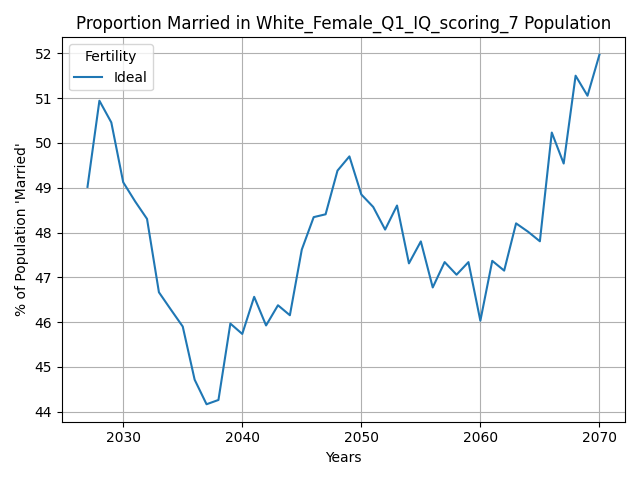 Proportion Married in White_Female_Q1_IQ_scoring_7 Population
Fertility
Ideal
% of Population 'Married'
52
51
50
49
48
47
46
45
44
2030
2040
2050
2060
2070
Years